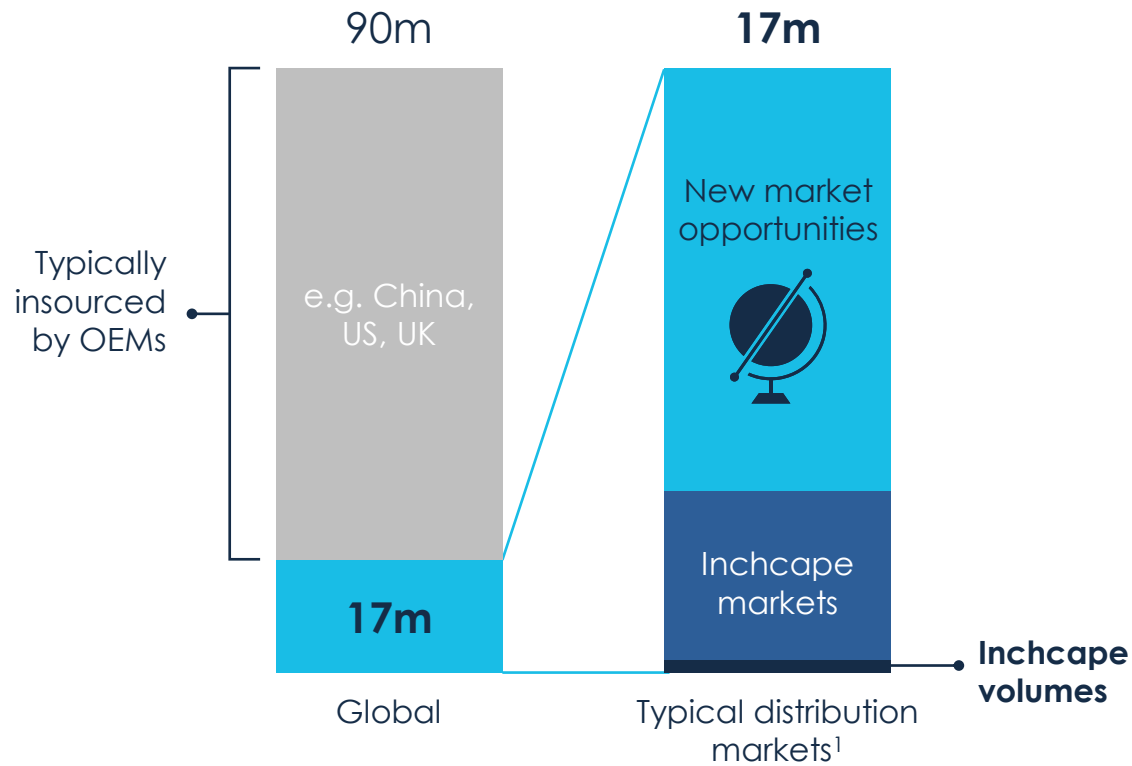 90m
17m
Typically
insourced
by OEMs
e.g. China,
US, UK
17m
Global
New market
opportunities
Inchcape
markets
Inchcape
volumes
Typical distribution
markets¹